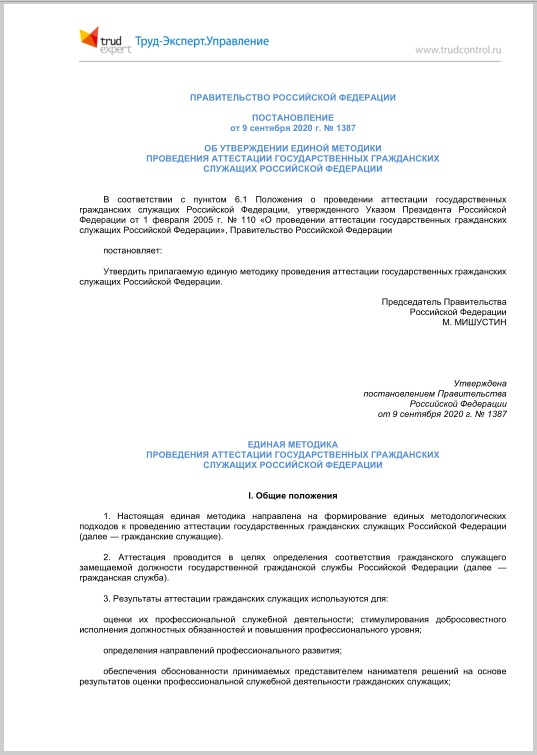 trud
expert
Труд-Эксперт.Управление
www.trudcontrol.ru
ПРАВИТЕЛЬСТВО РОССИЙСКОЙ ФЕДЕРАЦИИ
ПОСТАНОВЛЕНИЕ
от 9 сентября 2020 г. № 1387
ОБ УТВЕРЖДЕНИИ ЕДИНОЙ МЕТОДИКИ
ПРОВЕДЕНИЯ АТТЕСТАЦИИ ГОСУДАРСТВЕННЫХ ГРАЖДАНСКИХ
СЛУЖАЩИХ РОССИЙСКОЙ ФЕДЕРАЦИИ
В соответствии с пунктом 6.1 Положения о проведении аттестации государственных
гражданских служащих Российской Федерации, утвержденного Указом Президента Российской
Федерации от 1 февраля 2005 г. № 110 «О проведении аттестации государственных гражданских
служащих Российской Федерации», Правительство Российской Федерации
постановляет:
Утвердить прилагаемую единую методику проведения аттестации государственных гражданских
служащих Российской Федерации.
Председатель Правительства
Российской Федерации
М. МИШУСТИН
Утверждена
постановлением Правительства
Российской Федерации
от 9 сентября 2020 г. № 1387
ЕДИНАЯ МЕТОДИКА
ПРОВЕДЕНИЯ АТТЕСТАЦИИ ГОСУДАРСТВЕННЫХ ГРАЖДАНСКИХ
СЛУЖАЩИХ РОССИЙСКОЙ ФЕДЕРАЦИИ
I. Общие положения
1. Настоящая единая методика направлена на формирование единых методологических
подходов к проведению аттестации государственных гражданских служащих Российской Федерации
(далее — гражданские служащие).
2. Аттестация проводится в целях определения соответствия гражданского служащего
замещаемой должности государственной гражданской службы Российской Федерации (далее —
гражданская служба).
3. Результаты аттестации гражданских служащих используются для:
оценки их профессиональной служебной деятельности; стимулирования добросовестного
исполнения должностных обязанностей и повышения профессионального уровня;
определения направлений профессионального развития;
обеспечения обоснованности принимаемых представителем нанимателя решений на основе
результатов оценки профессиональной служебной деятельности гражданских служащих;